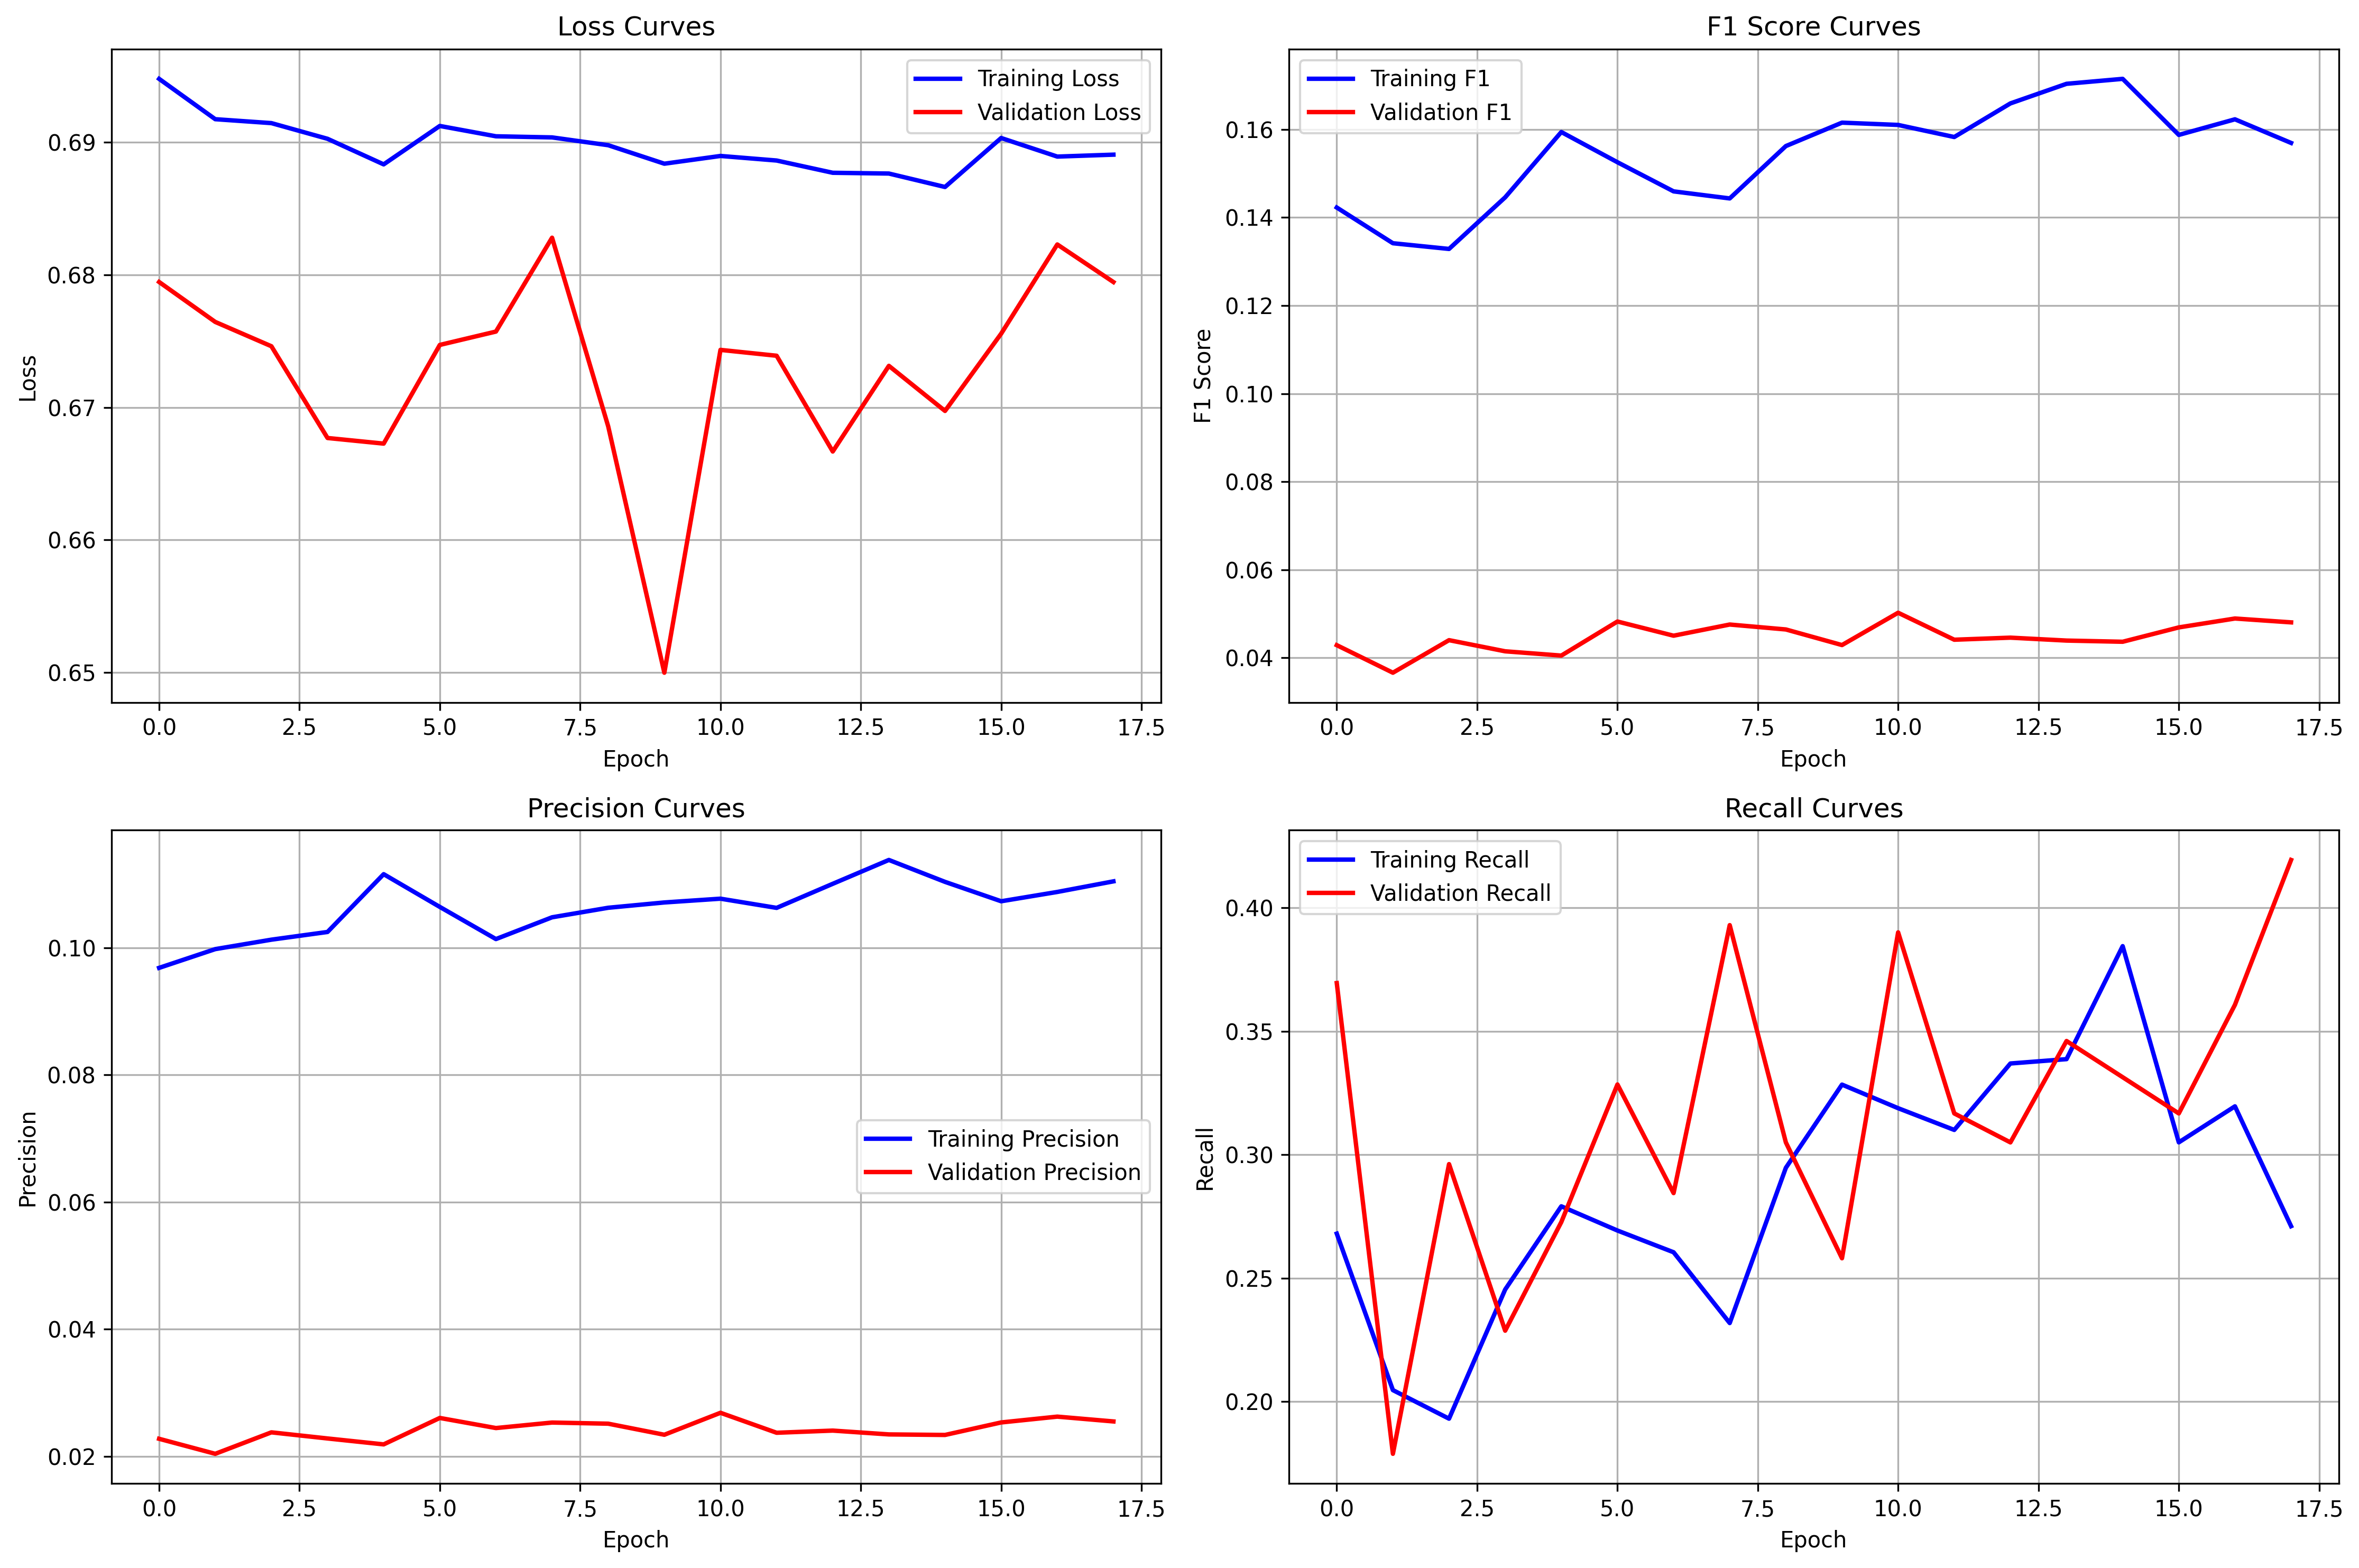 Loss Curves
Training Loss
Validation Loss
0.69
0.68
0.67
0.66
0.65
Loss
0.0 2.5 5.0 7.5 10.0 12.5 15.0 17.5
Epoch
F1 Score Curves
Training F1
Validation F1
0.16
0.14
0.12
0.10
0.08
0.06
0.04
F1 Score
0.0 2.5 5.0 7.5 10.0 12.5 15.0 17.5
Epoch
Precision Curves
0.10
0.08
0.06
0.04
0.02
Precision
Training Precision
Validation Precision
0.0 2.5 5.0 7.5 10.0 12.5 15.0 17.5
Epoch
Recall Curves
Training Recall
Validation Recall
0.40
0.35
0.30
0.25
0.20
Recall
0.0 2.5 5.0 7.5 10.0 12.5 15.0 17.5
Epoch